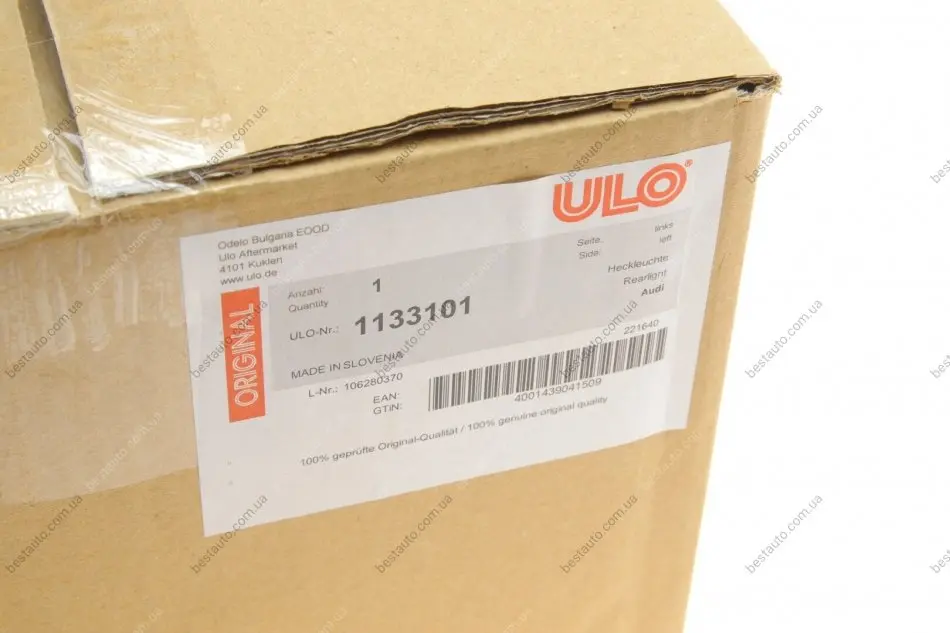 ULO®
Odelo Bulgaria EOOD
Ulo Aftermarket
4101 Kuklen
www.ulo.de
ORIGINAL
Anzahl:
Quantity
1
ULO-Nr.: 1133101
Seite: links
Side: left
Heckleuchte
Rearlight
Audi
MADE IN SLOVENIA
L-Nr.: 106280370
221640
EAN:
GTIN:
4001439041509
100% geprüfte Original-Qualität / 100% genuine original quality
bestauto.com.ua